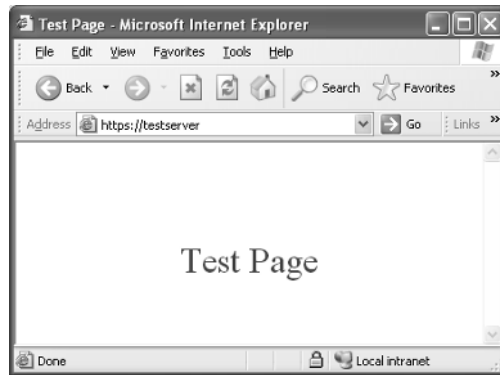 Test Page - Microsoft Internet Explorer
File Edit View Favorites Tools Help
Back Search Favorites »
Address https://testserver Go Links »
Test Page
Done Local intranet